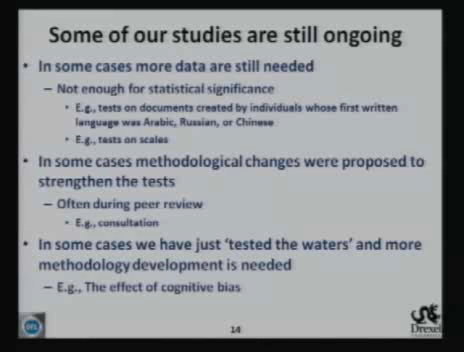 Some of our studies are still ongoing
• In some cases more data are still needed
– Not enough for statistical significance
• E.g., tests on documents created by individuals whose first written
language was Arabic, Russian, or Chinese
• E.g., tests on scales
• In some cases methodological changes were proposed to
strengthen the tests
– Often during peer review
• E.g., consultation
• In some cases we have just ‘tested the waters’ and more
methodology development is needed
– E.g., The effect of cognitive bias
14
Drexel